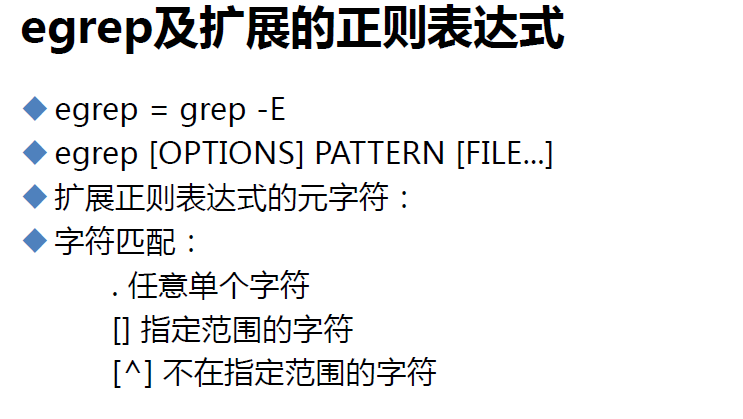 egrep及扩展的正则表达式
◆ egrep = grep -E
◆ egrep [OPTIONS] PATTERN [FILE...]
◆ 扩展正则表达式的元字符：
◆ 字符匹配：
. 任意单个字符
[] 指定范围的字符
[^] 不在指定范围的字符